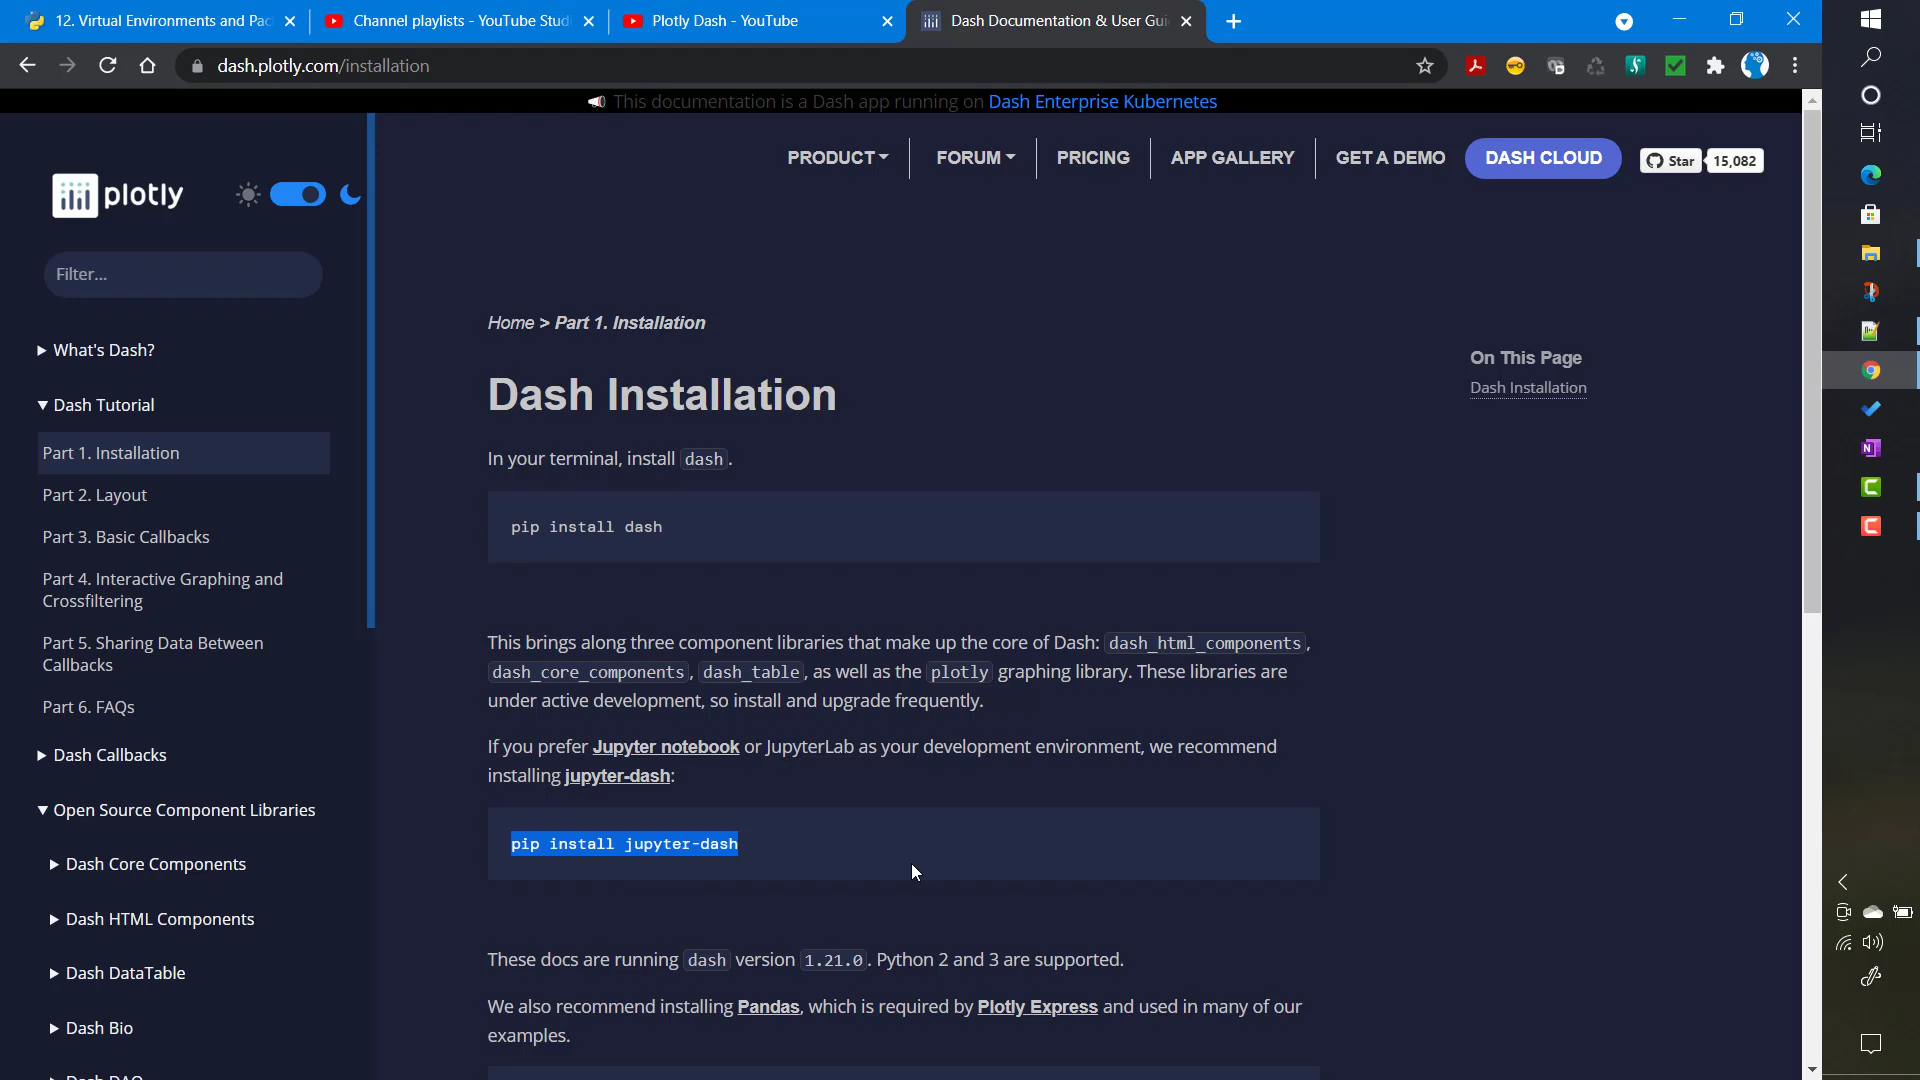 12. Virtual Environments and Pac
Channel playlists - YouTube Stud
Plotly Dash - YouTube
Dash Documentation & User Gui
dash.plotly.com/installation
This documentation is a Dash app running on Dash Enterprise Kubernetes
PRODUCT
FORUM
PRICING
APP GALLERY
GET A DEMO
DASH CLOUD
Star
15,082
plotly
Filter...
What's Dash?
Dash Tutorial
Part 1. Installation
Part 2. Layout
Part 3. Basic Callbacks
Part 4. Interactive Graphing and
Crossfiltering
Part 5. Sharing Data Between
Callbacks
Part 6. FAQs
Dash Callbacks
Open Source Component Libraries
Dash Core Components
Dash HTML Components
Dash DataTable
Dash Bio
Home > Part 1. Installation
Dash Installation
In your terminal, install dash.
pip install dash
This brings along three component libraries that make up the core of Dash: dash_html_components,
dash_core_components, dash_table, as well as the plotly graphing library. These libraries are
under active development, so install and upgrade frequently.
If you prefer Jupyter notebook or JupyterLab as your development environment, we recommend
installing jupyter-dash:
pip install jupyter-dash
These docs are running dash version 1.21.0. Python 2 and 3 are supported.
We also recommend installing Pandas, which is required by Plotly Express and used in many of our
examples.
On This Page
Dash Installation